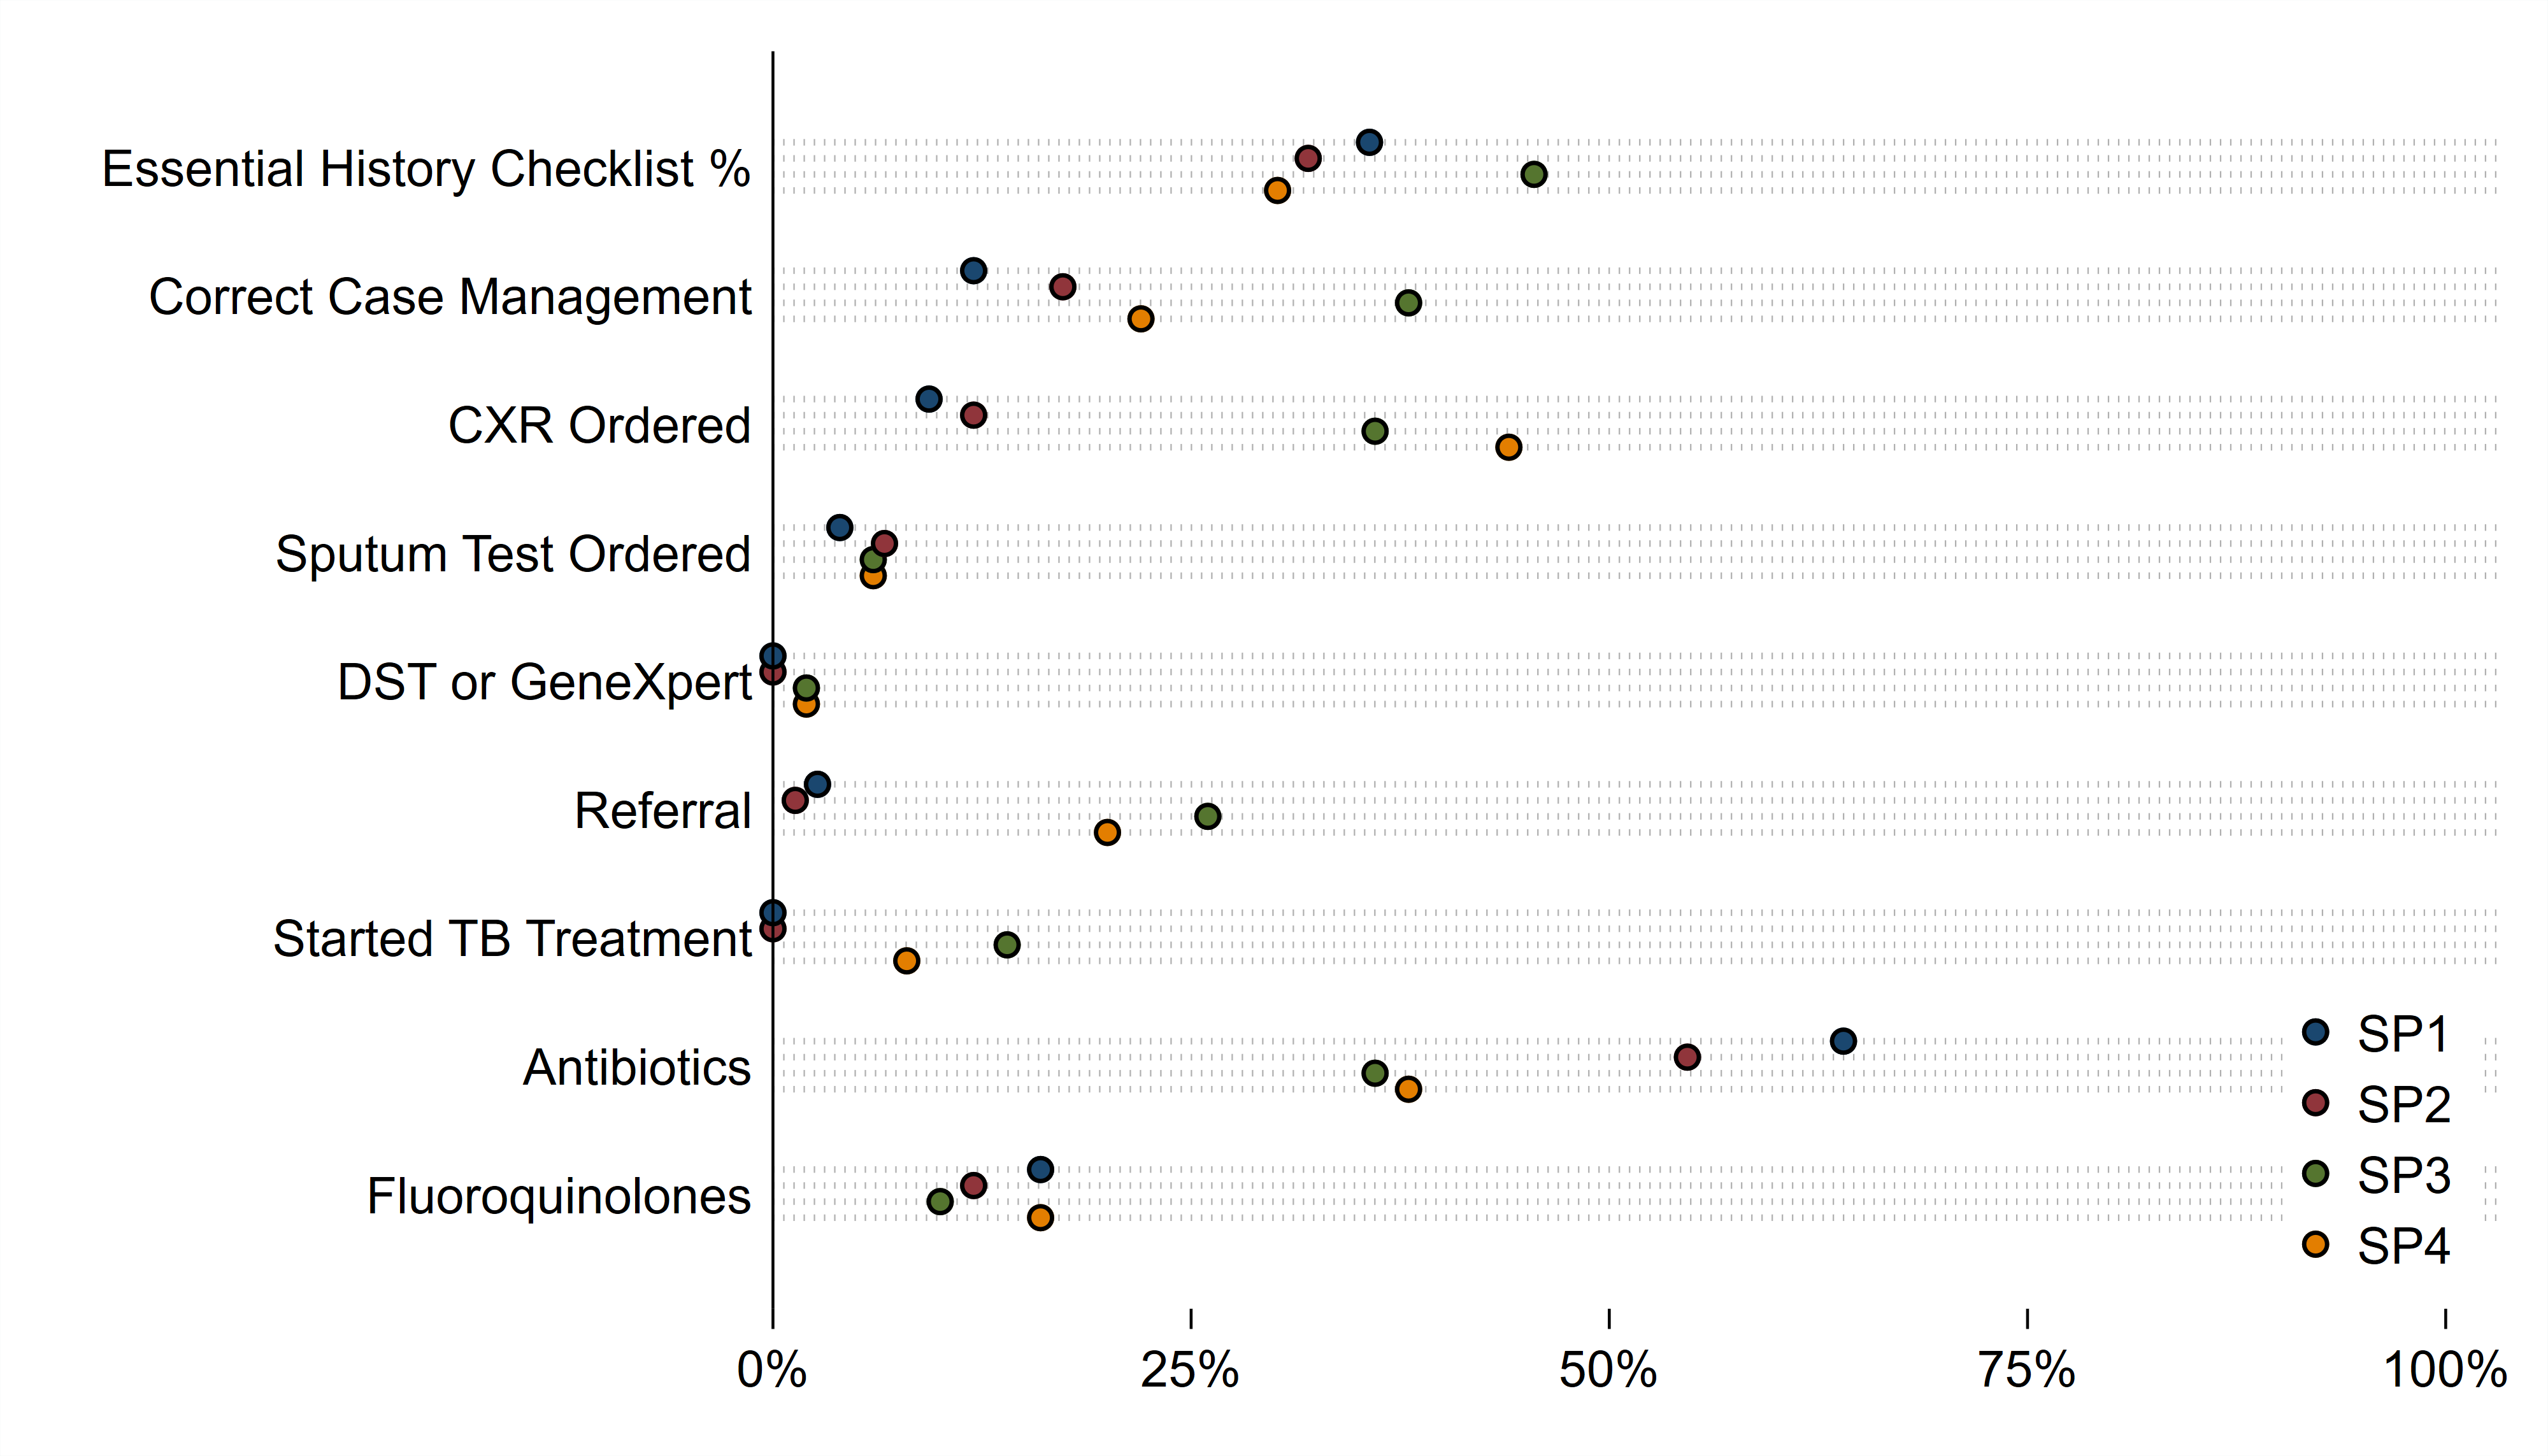 Essential History Checklist %
Correct Case Management
CXR Ordered
Sputum Test Ordered
DST or GeneXpert
Referral
Started TB Treatment
Antibiotics
Fluoroquinolones
SP1
SP2
SP3
SP4
0% 25% 50% 75% 100%